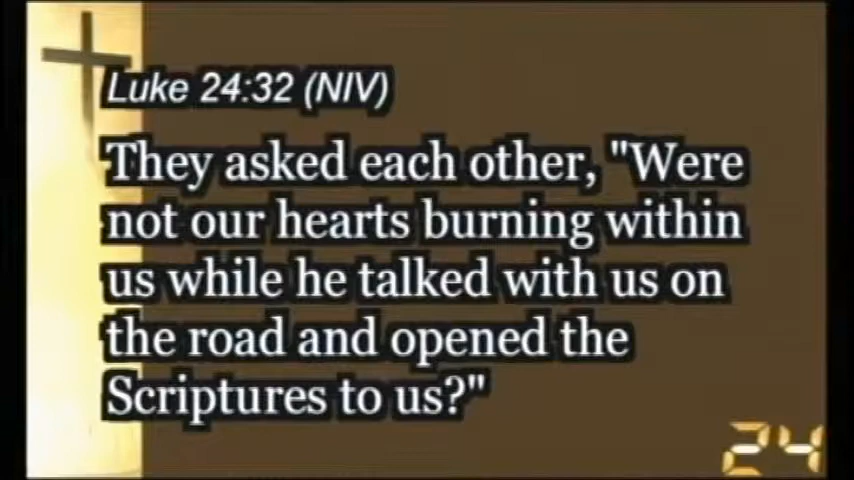 Luke 24:32 (NIV)
They asked each other, "Were
not our hearts burning within
us while he talked with us on
the road and opened the
Scriptures to us?"
24